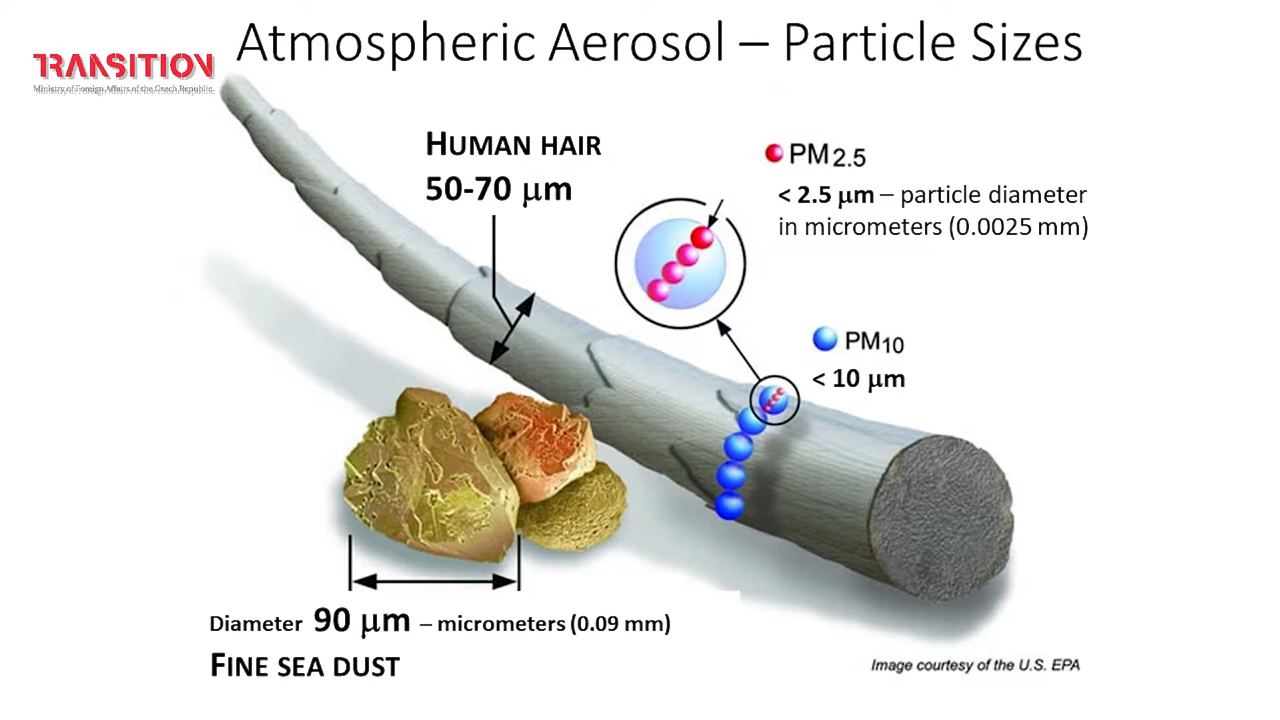 Atmospheric Aerosol – Particle Sizes
TRANSITION
Ministry of Foreign Affairs of the Czech Republic
HUMAN HAIR
50-70 μm
PM2.5
< 2.5 μm – particle diameter
in micrometers (0.0025 mm)
PM10
< 10 μm
Diameter 90 μm – micrometers (0.09 mm)
FINE SEA DUST
Image courtesy of the U.S. EPA